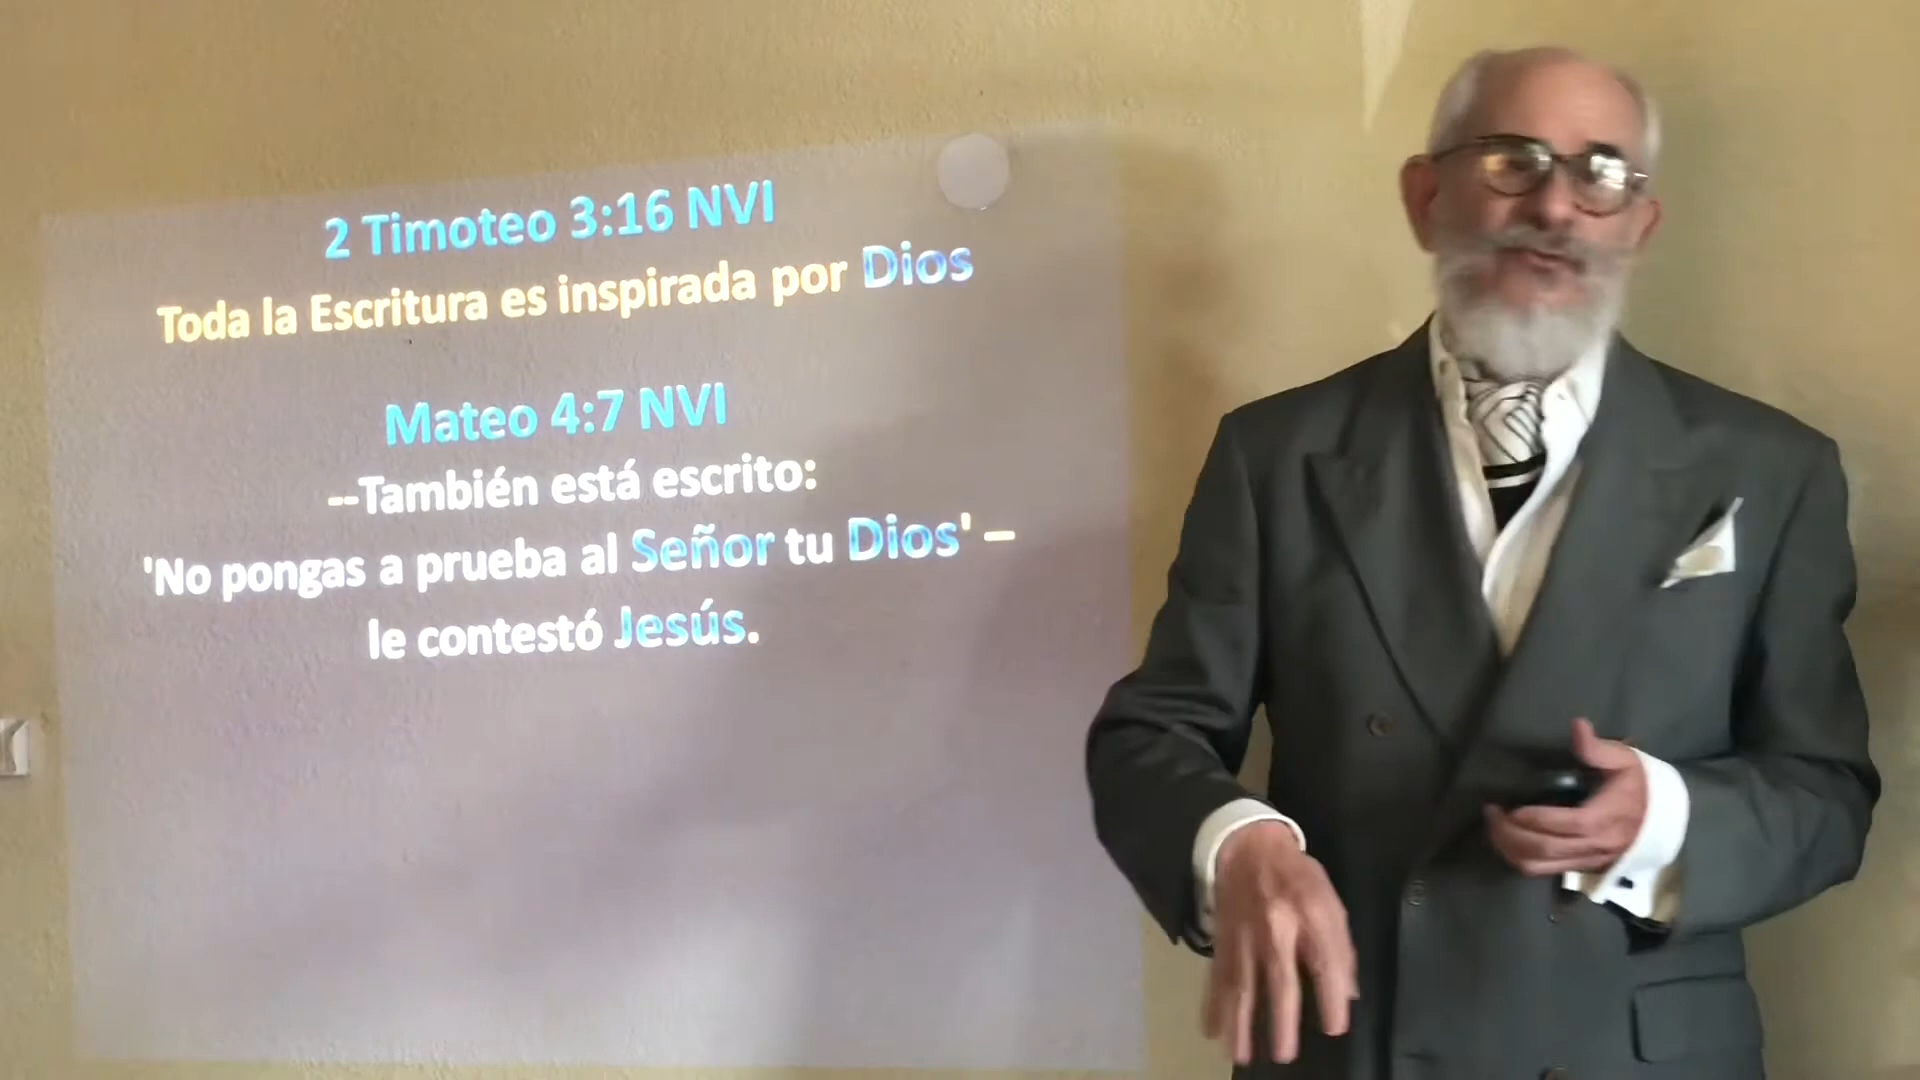 2 Timoteo 3:16 NVI
Toda la Escritura es inspirada por Dios
Mateo 4:7 NVI
--También está escrito:
'No pongas a prueba al Señor tu Dios' –
le contestó Jesús.